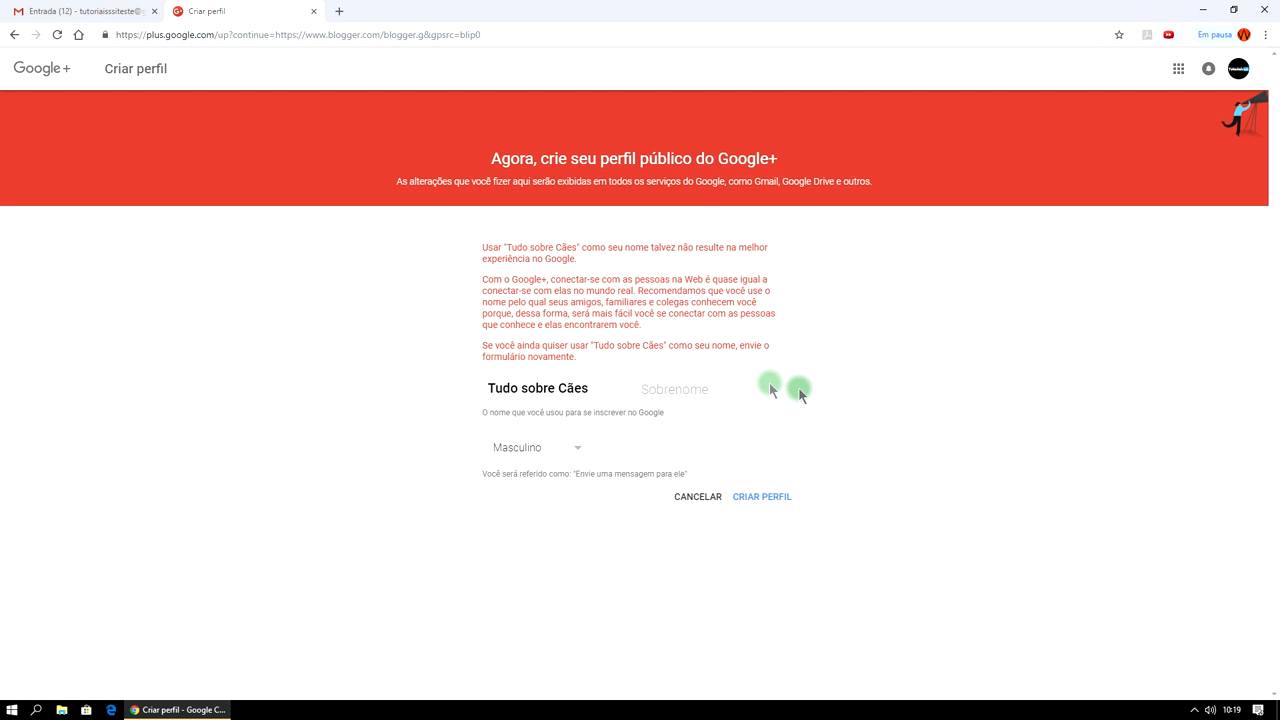 Entrada (12) - tutoriaisssiteste@g
Criar perfil
https://plus.google.com/up?continue=https://www.blogger.com/blogger.g&gpsrc=blip0
Em pausa
Google+
Criar perfil
Agora, crie seu perfil público do Google+
As alterações que você fizer aqui serão exibidas em todos os serviços do Google, como Gmail, Google Drive e outros.
Usar "Tudo sobre Cães" como seu nome talvez não resulte na melhor
experiência no Google.
Com o Google+, conectar-se com as pessoas na Web é quase igual a
conectar-se com elas no mundo real. Recomendamos que você use o
nome pelo qual seus amigos, familiares e colegas conhecem você
porque, dessa forma, será mais fácil você se conectar com as pessoas
que conhece e elas encontrarem você.
Se você ainda quiser usar "Tudo sobre Cães" como seu nome, envie o
formulário novamente.
Tudo sobre Cães
Sobrenome
O nome que você usou para se inscrever no Google
Masculino
Você será referido como: "Envie uma mensagem para ele"
CANCELAR
CRIAR PERFIL
Criar perfil - Google C...
10:19